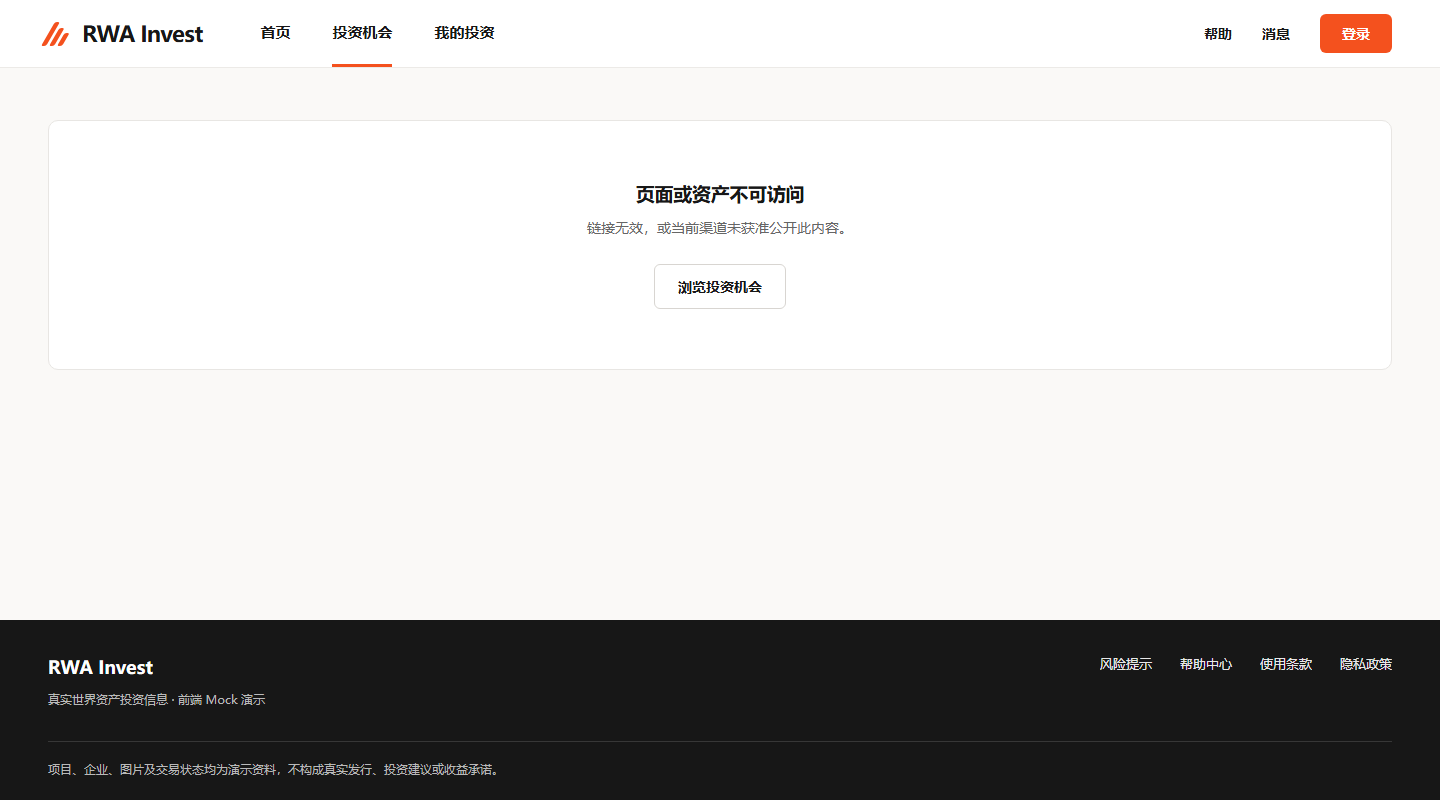 RWA Invest
首页
投资机会
我的投资
帮助
消息
登录
页面或资产不可访问
链接无效，或当前渠道未获准公开此内容。
浏览投资机会
RWA Invest
真实世界资产投资信息 · 前端 Mock 演示
风险提示
帮助中心
使用条款
隐私政策
项目、企业、图片及交易状态均为演示资料，不构成真实发行、投资建议或收益承诺。